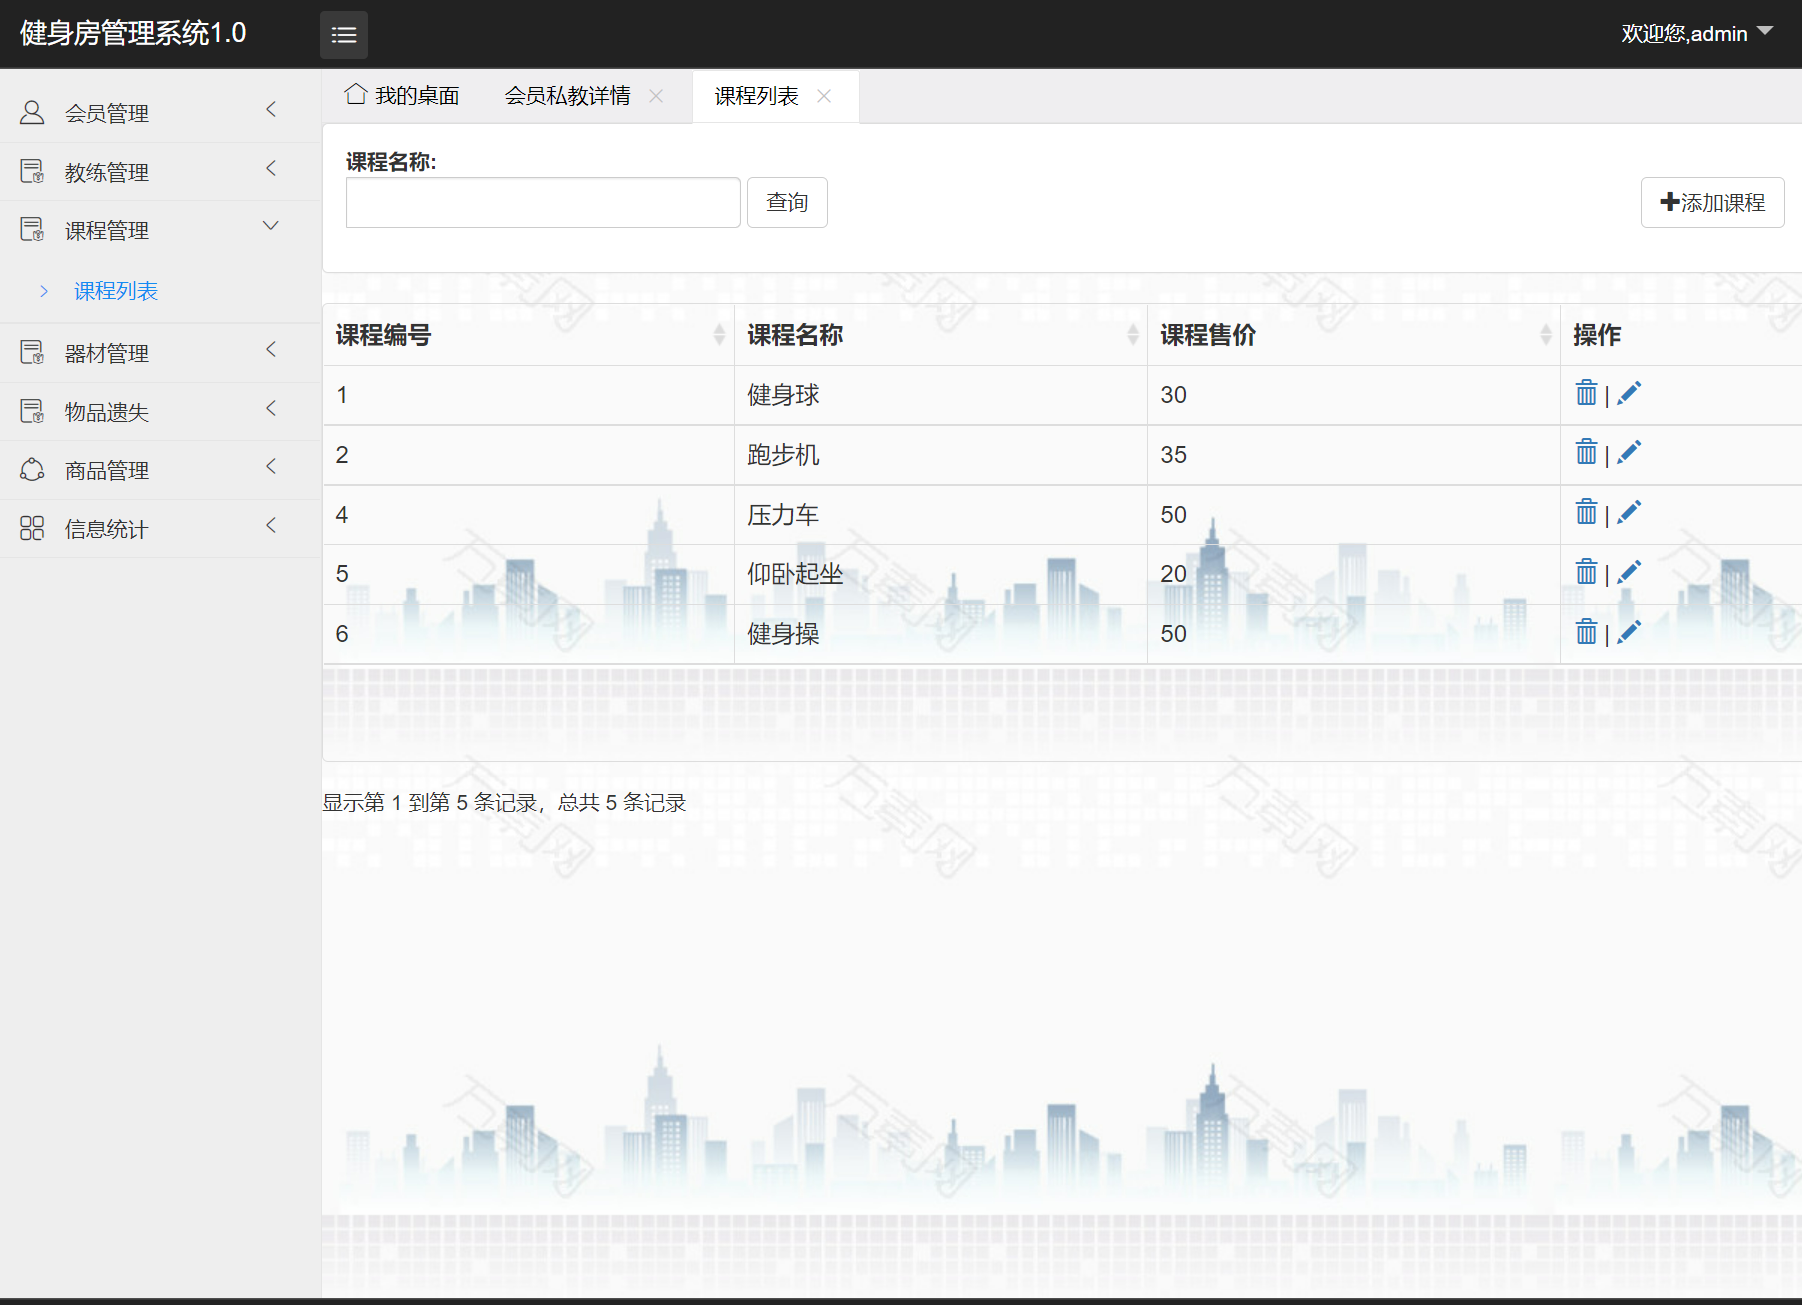 健身房管理系统1.0
欢迎您,admin
会员管理
教练管理
课程管理
课程列表
器材管理
物品遗失
商品管理
信息统计
我的桌面 会员私教详情 课程列表
课程名称:
查询
添加课程
课程编号 课程名称 课程售价 操作
1 健身球 30 |
2 跑步机 35 |
4 压力车 50 |
5 仰卧起坐 20 |
6 健身操 50 |
显示第 1 到第 5 条记录，总共 5 条记录